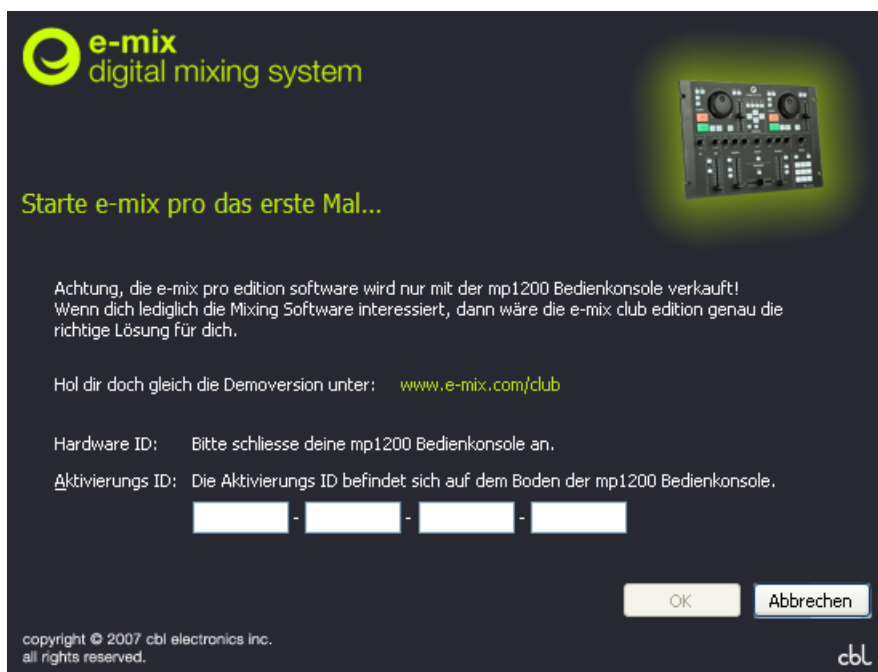 e-mix
digital mixing system
Starte e-mix pro das erste Mal...
Achtung, die e-mix pro edition software wird nur mit der mp1200 Bedienkonsole verkauft!
Wenn dich lediglich die Mixing Software interessiert, dann wäre die e-mix club edition genau die
richtige Lösung für dich.
Hol dir doch gleich die Demoversion unter: www.e-mix.com/club
Hardware ID: Bitte schliesse deine mp1200 Bedienkonsole an.
Aktivierungs ID: Die Aktivierungs ID befindet sich auf dem Boden der mp1200 Bedienkonsole.
- - -
OK Abbrechen
copyright © 2007 cbl electronics inc.
all rights reserved.
cbl